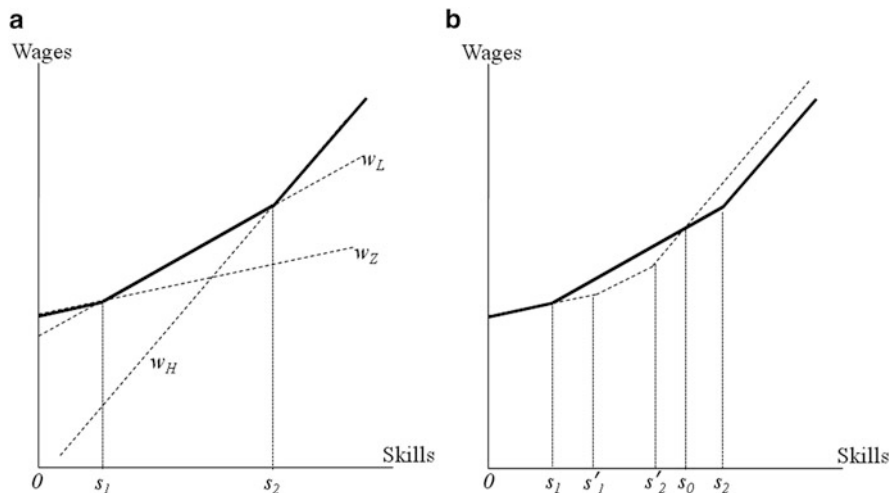 a
Wages
w_L
w_Z
w_H
Skills
0 s_1 s_2
b
Wages
Skills
0 s_1 s'_1 s'_2 s_0 s_2